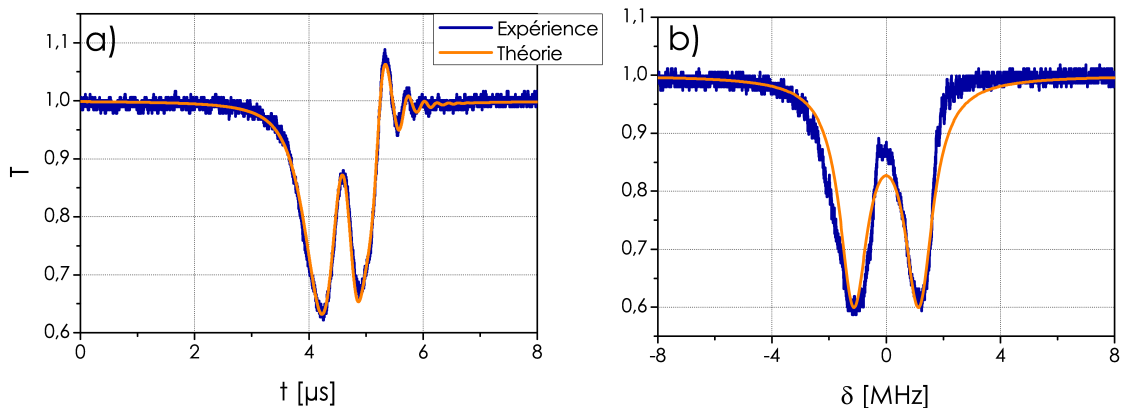 a)
Expérience
Théorie
b)
T
1,1
1,0
0,9
0,8
0,7
0,6
0 2 4 6 8
t [µs]
1,1
1,0
0,9
0,8
0,7
0,6
-8 -4 0 4 8
δ [MHz]